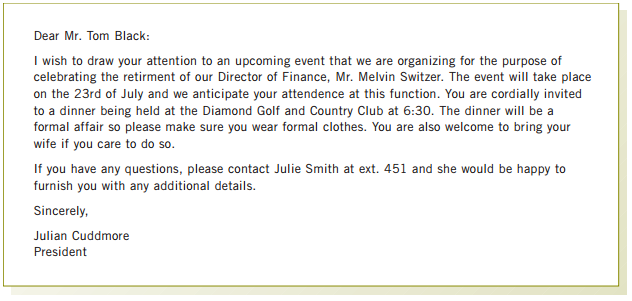 Dear Mr. Tom Black:
I wish to draw your attention to an upcoming event that we are organizing for the purpose of
celebrating the retirment of our Director of Finance, Mr. Melvin Switzer. The event will take place
on the 23rd of July and we anticipate your attendence at this function. You are cordially invited
to a dinner being held at the Diamond Golf and Country Club at 6:30. The dinner will be a
formal affair so please make sure you wear formal clothes. You are also welcome to bring your
wife if you care to do so.
If you have any questions, please contact Julie Smith at ext. 451 and she would be happy to
furnish you with any additional details.
Sincerely,
Julian Cuddmore
President